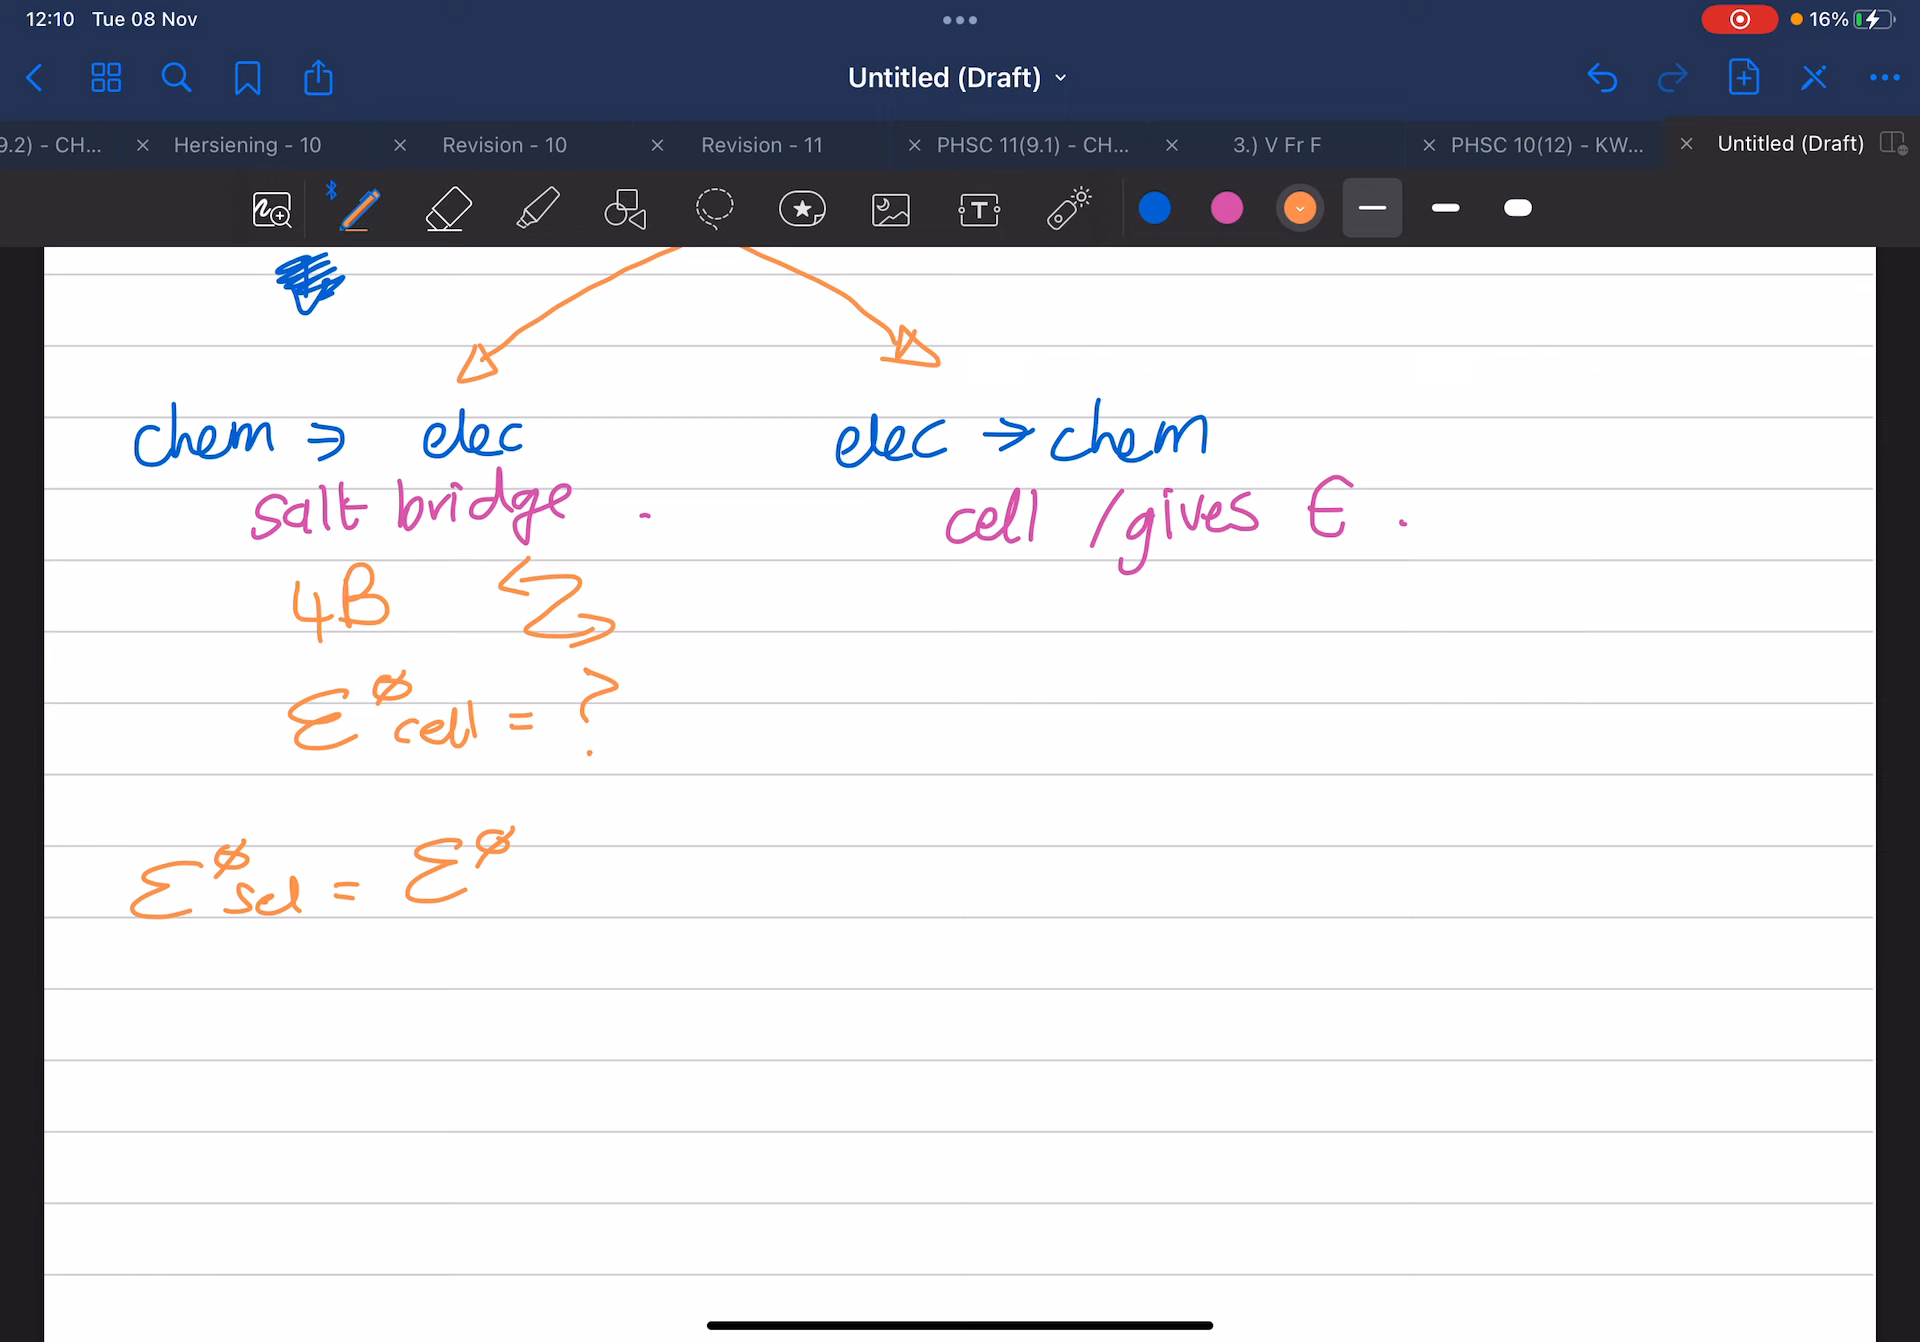 12:10 Tue 08 Nov 16%
Untitled (Draft)
9.2) - CH... Hersiening - 10 Revision - 10 Revision - 11 PHSC 11(9.1) - CH... 3.) V Fr F PHSC 10(12) - KW... Untitled (Draft)
chem ⇒ elec elec → chem
salt bridge . cell / gives E .
4B
Ɛ^ø cell = ?
Ɛ^ø sel = Ɛ^ø